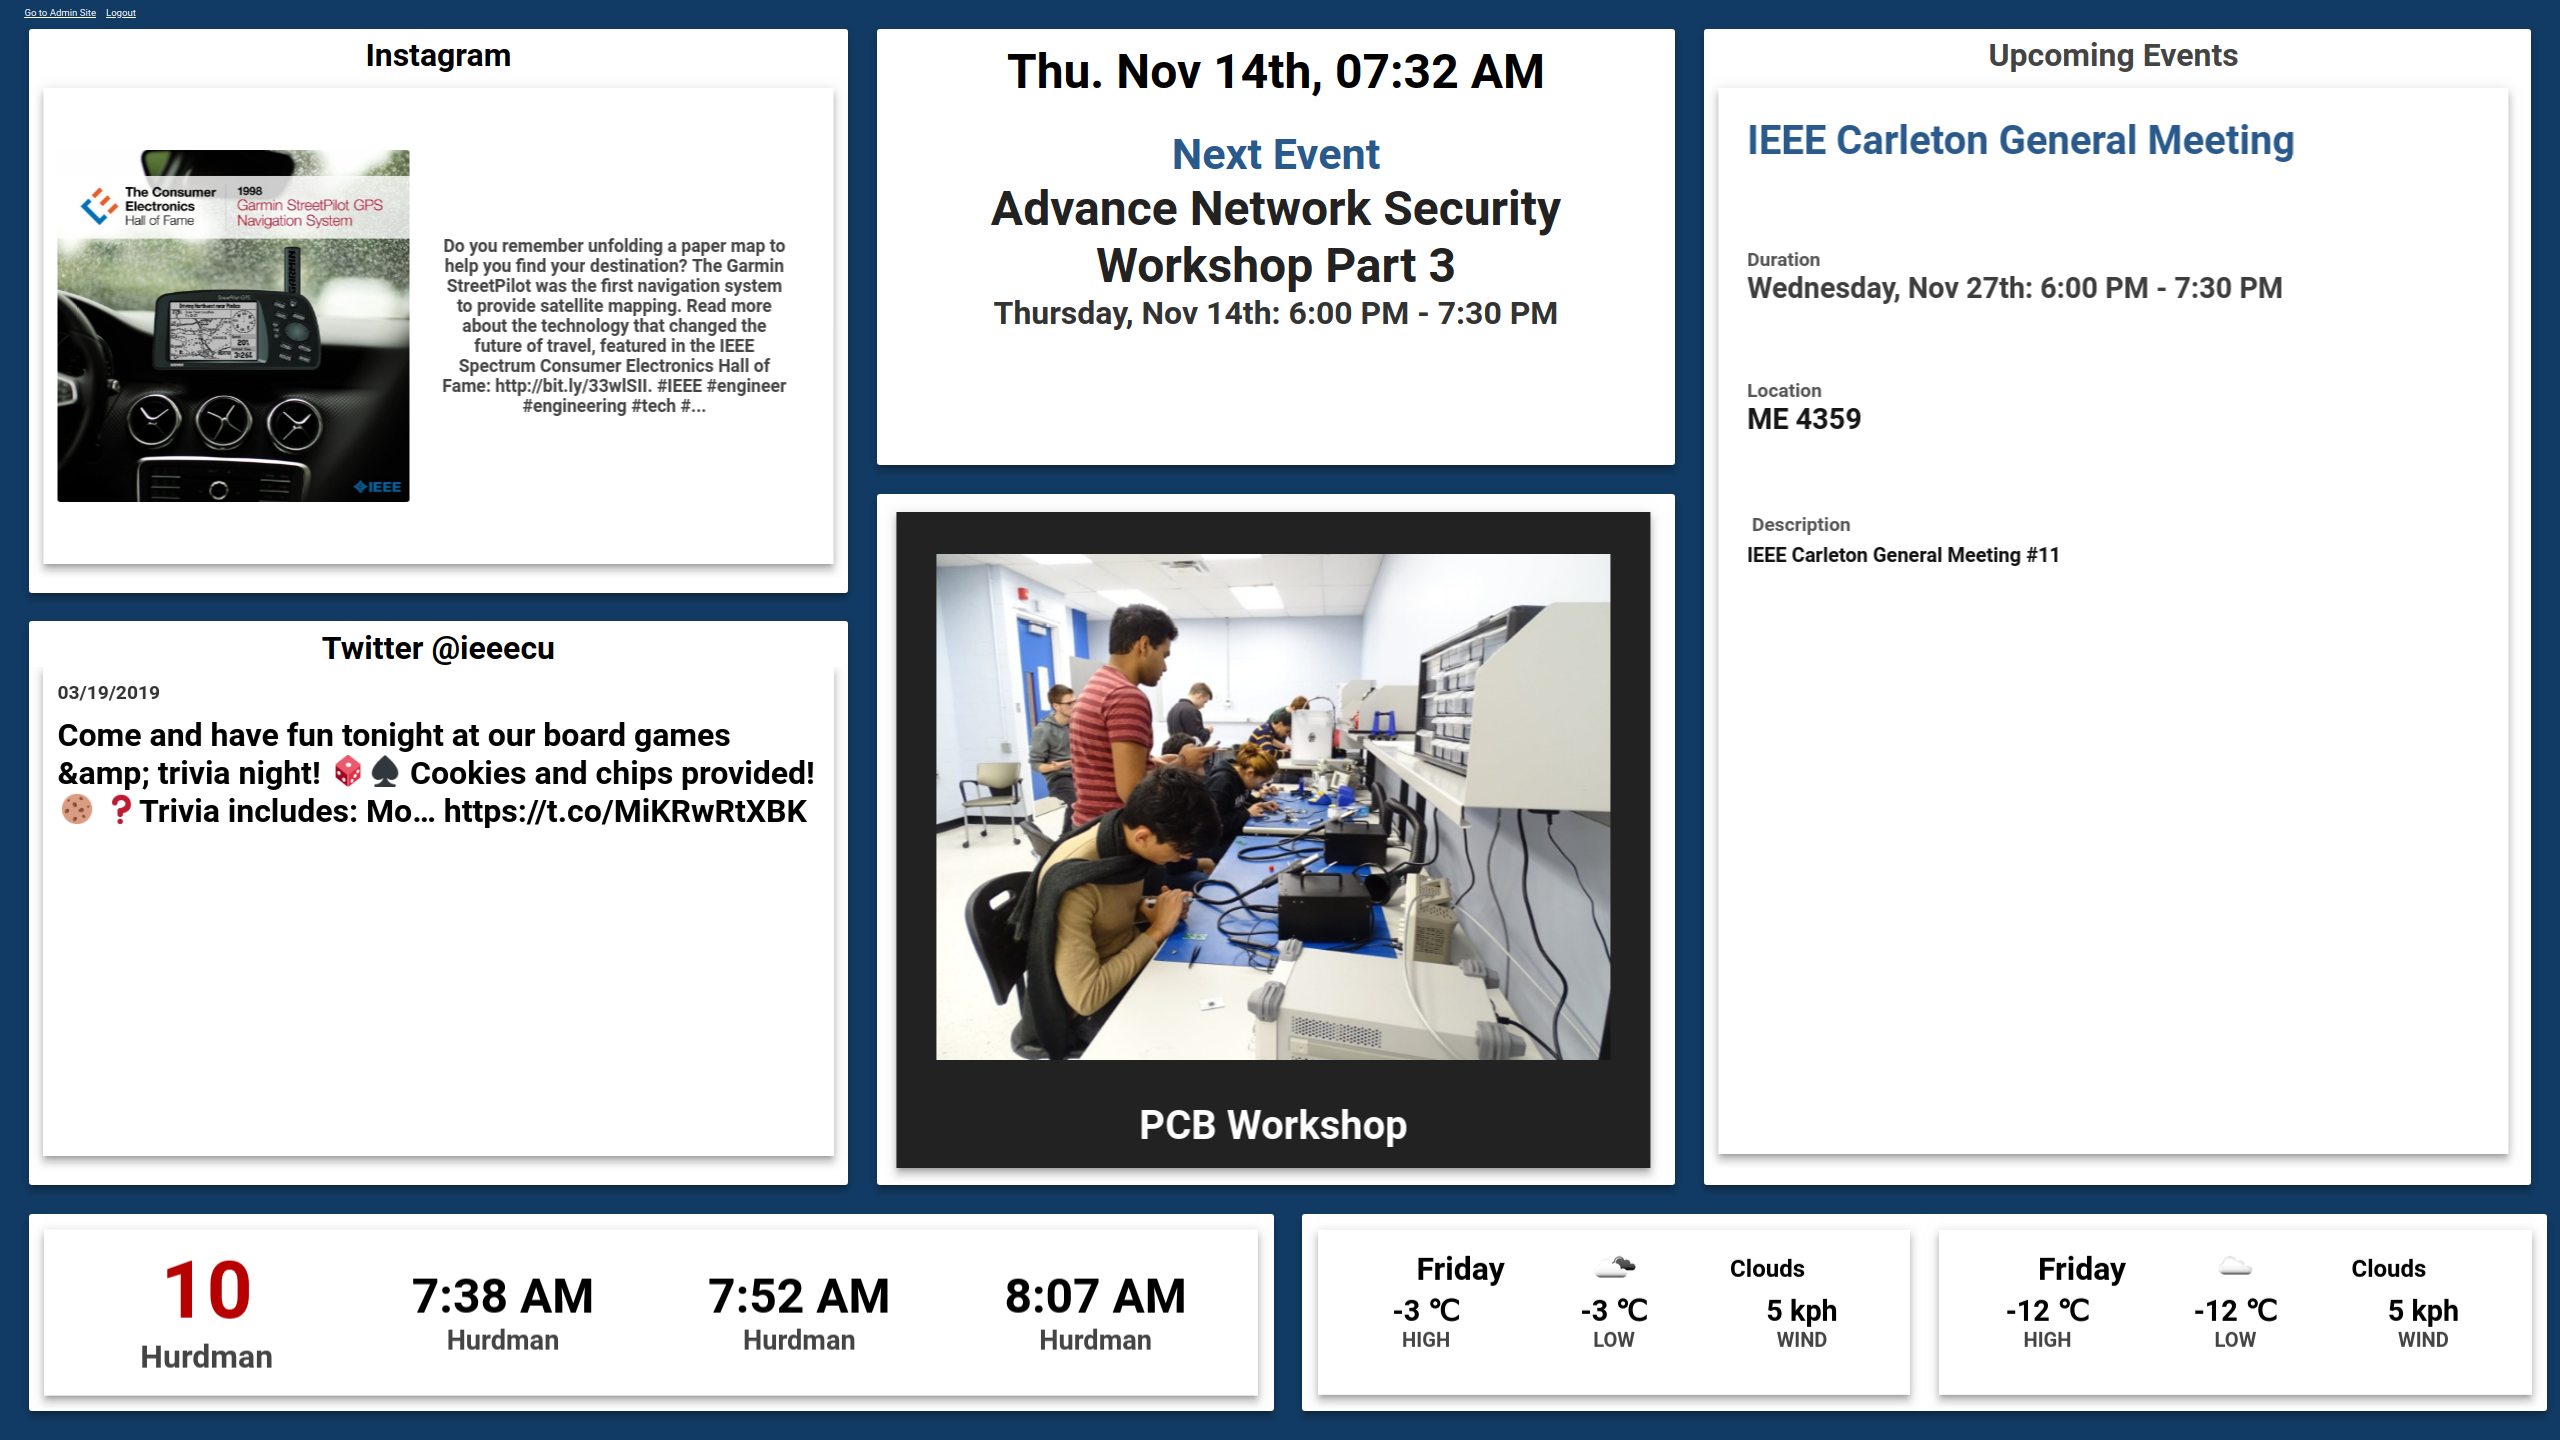 Go to Admin Site Logout
Instagram
The Consumer
Electronics
Hall of Fame
1998
Garmin StreetPilot GPS
Navigation System
GARMIN
StreetPilot GPS
IEEE
Do you remember unfolding a paper map to
help you find your destination? The Garmin
StreetPilot was the first navigation system
to provide satellite mapping. Read more
about the technology that changed the
future of travel, featured in the IEEE
Spectrum Consumer Electronics Hall of
Fame: http://bit.ly/33wlSII. #IEEE #engineer
#engineering #tech #...
Twitter @ieeecu
03/19/2019
Come and have fun tonight at our board games
&amp; trivia night! 🎲♠ Cookies and chips provided!
🍪 ❓Trivia includes: Mo… https://t.co/MiKRwRtXBK
Thu. Nov 14th, 07:32 AM
Next Event
Advance Network Security
Workshop Part 3
Thursday, Nov 14th: 6:00 PM - 7:30 PM
PCB Workshop
Upcoming Events
IEEE Carleton General Meeting
Duration
Wednesday, Nov 27th: 6:00 PM - 7:30 PM
Location
ME 4359
Description
IEEE Carleton General Meeting #11
10
Hurdman
7:38 AM
Hurdman
7:52 AM
Hurdman
8:07 AM
Hurdman
Friday Clouds
-3 ℃ -3 ℃ 5 kph
HIGH LOW WIND
Friday Clouds
-12 ℃ -12 ℃ 5 kph
HIGH LOW WIND